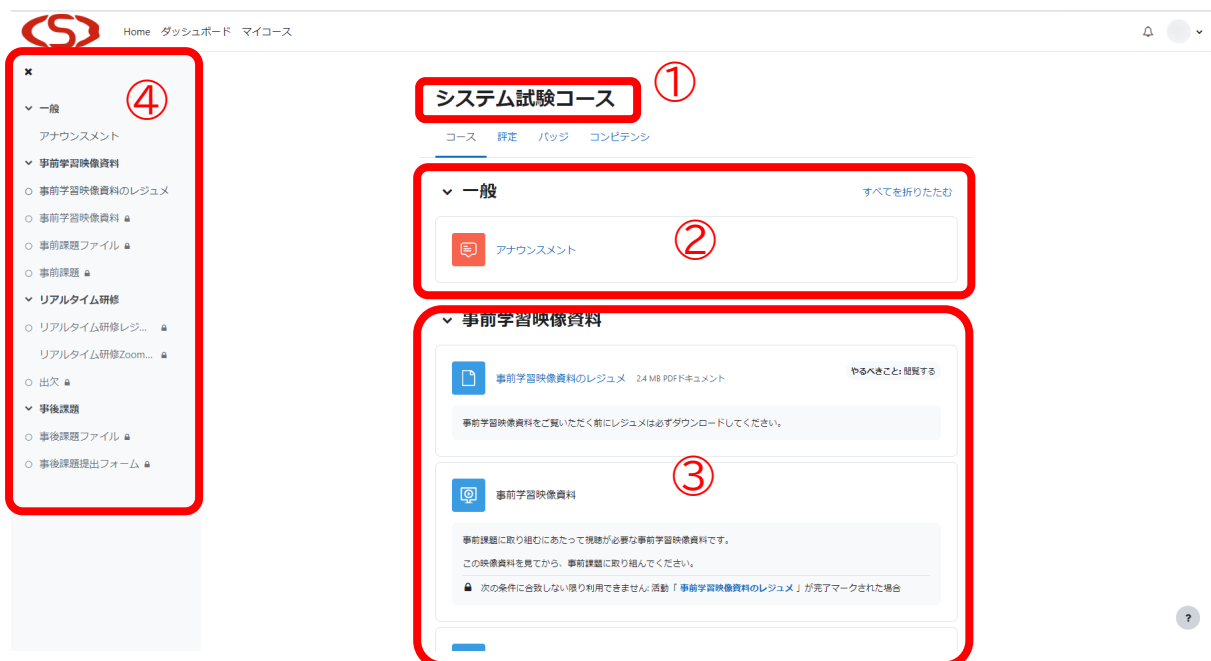 Home ダッシュボード マイコース
①
システム試験コース
コース 評定 バッジ コンピテンシ
④
一般
アナウンスメント
事前学習映像資料
事前学習映像資料のレジュメ
事前学習映像資料
事前課題ファイル
事前課題
リアルタイム研修
リアルタイム研修レジ...
リアルタイム研修Zoom...
出欠
事後課題
事後課題ファイル
事後課題提出フォーム
一般 すべてを折りたたむ
②
アナウンスメント
事前学習映像資料
事前学習映像資料のレジュメ 2.4 MB PDFドキュメント やるべきこと: 閲覧する
事前学習映像資料をご覧いただく前にレジュメは必ずダウンロードしてください。
③
事前学習映像資料
事前課題に取り組むにあたって視聴が必要な事前学習映像資料です。
この映像資料を見てから、事前課題に取り組んでください。
次の条件に合致しない限り利用できません: 活動「 事前学習映像資料のレジュメ 」が完了マークされた場合
?